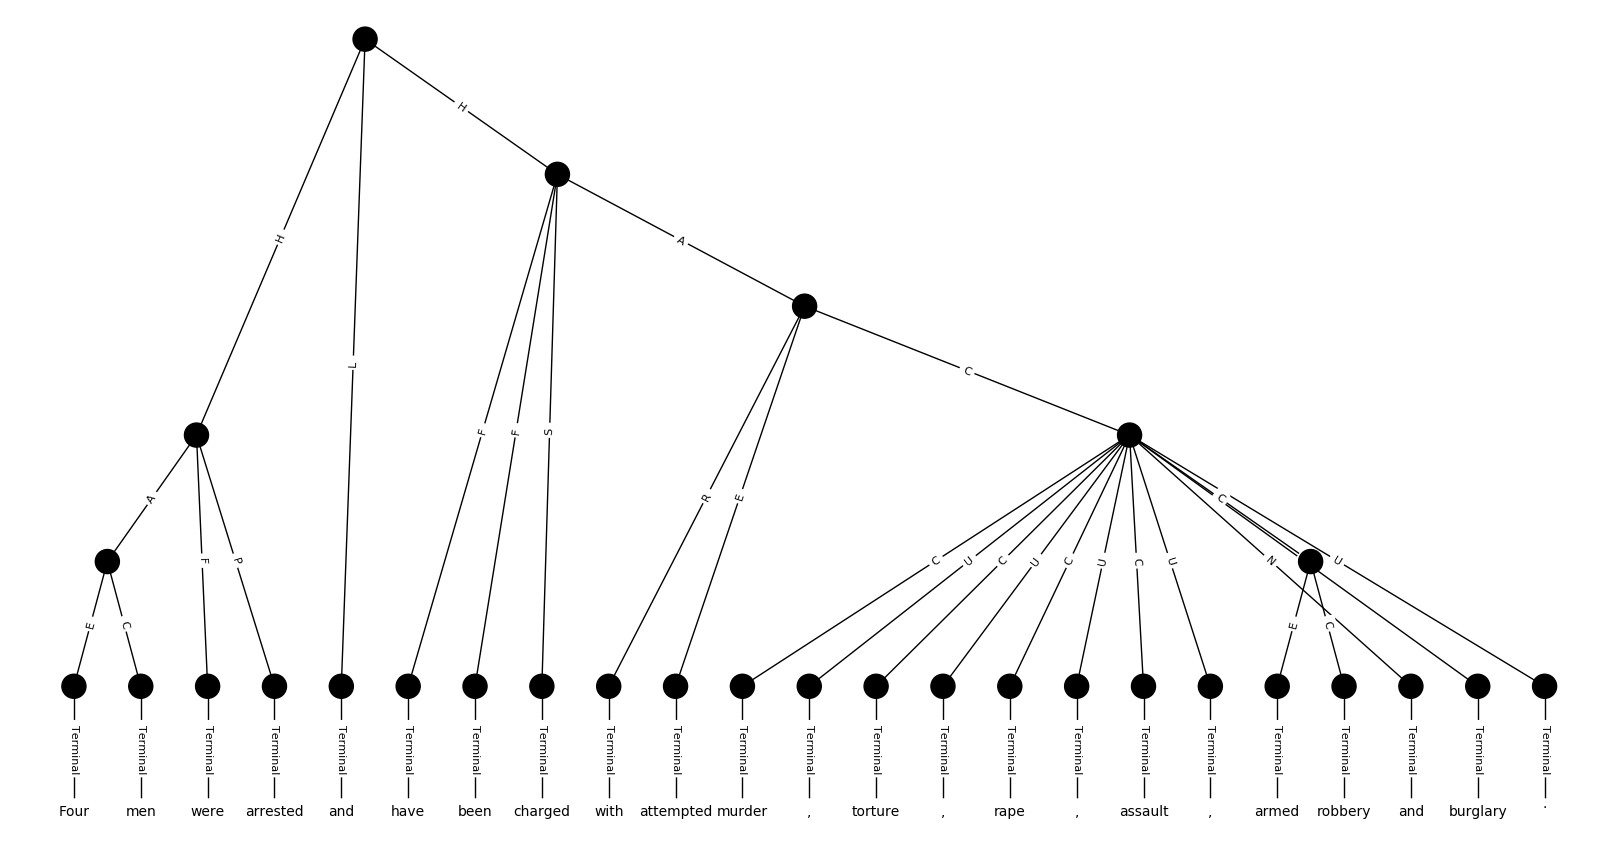 H
A
H
C
L
F F S
A R E C
C U C U C U C U N U
A F P
E C E C
Terminal Terminal Terminal Terminal Terminal Terminal Terminal Terminal Terminal Terminal Terminal Terminal Terminal Terminal Terminal Terminal Terminal Terminal Terminal Terminal Terminal Terminal Terminal
Four men were arrested and have been charged with attempted murder , torture , rape , assault , armed robbery and burglary .